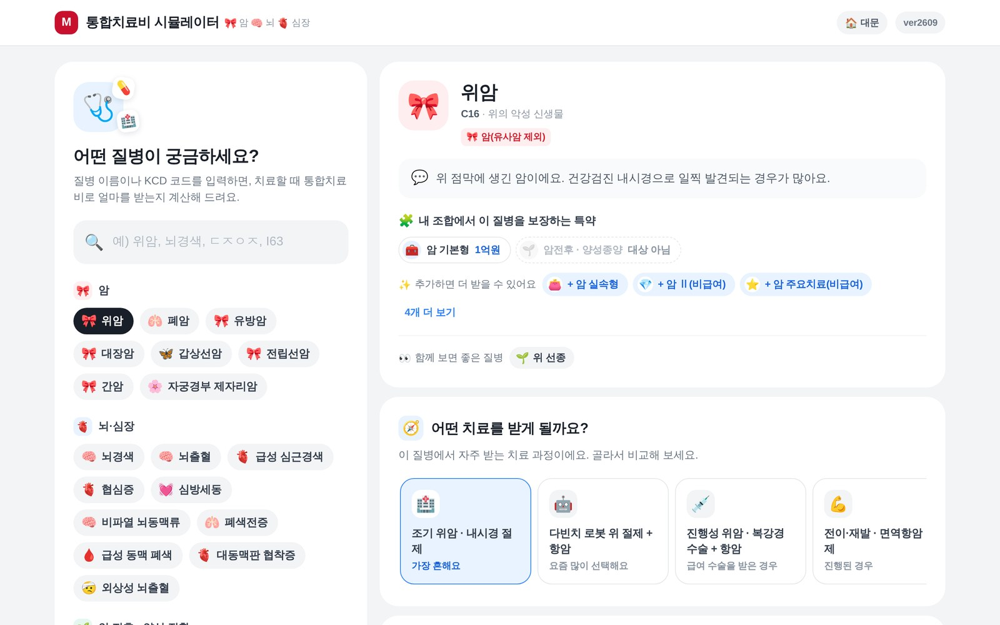 M 통합치료비 시뮬레이터 암 뇌 심장
대문
ver2609
어떤 질병이 궁금하세요?
질병 이름이나 KCD 코드를 입력하면, 치료할 때 통합치료
비로 얼마를 받는지 계산해 드려요.
예) 위암, 뇌경색, ㄷㅈㅇㅈ, I63
암
위암 폐암 유방암
대장암 갑상선암 전립선암
간암 자궁경부 제자리암
뇌·심장
뇌경색 뇌출혈 급성 심근경색
협심증 심방세동
비파열 뇌동맥류 폐색전증
급성 동맥 폐색 대동맥판 협착증
외상성 뇌출혈
위암
C16 · 위의 악성 신생물
암(유사암 제외)
위 점막에 생긴 암이에요. 건강검진 내시경으로 일찍 발견되는 경우가 많아요.
내 조합에서 이 질병을 보장하는 특약
암 기본형 1억원 암전후 · 양성종양 대상 아님
추가하면 더 받을 수 있어요 + 암 실속형 + 암 Ⅱ(비급여) + 암 주요치료(비급여)
4개 더 보기
함께 보면 좋은 질병 위 선종
어떤 치료를 받게 될까요?
이 질병에서 자주 받는 치료 과정이에요. 골라서 비교해 보세요.
조기 위암 · 내시경 절
제
가장 흔해요
다빈치 로봇 위 절제 +
항암
요즘 많이 선택해요
진행성 위암 · 복강경
수술 + 항암
급여 수술을 받은 경우
전이·재발 · 면역항암
제
진행된 경우